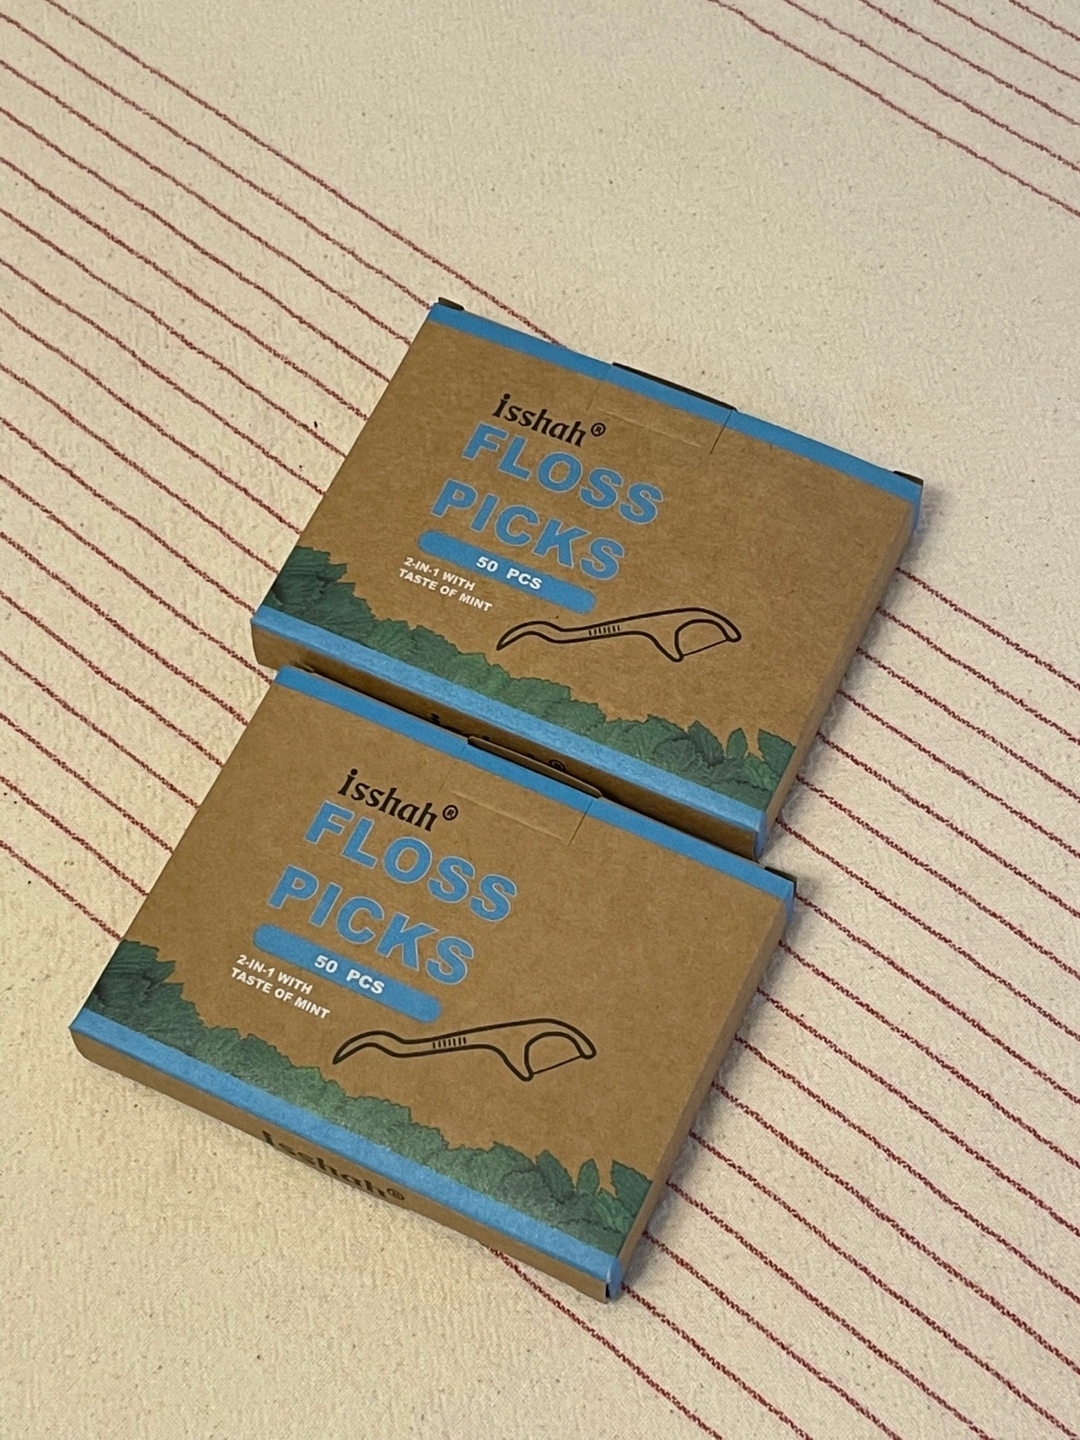 isshah®
FLOSS
PICKS
50 PCS
2-IN-1 WITH
TASTE OF MINT
isshah®
FLOSS
PICKS
50 PCS
2-IN-1 WITH
TASTE OF MINT
isshah®